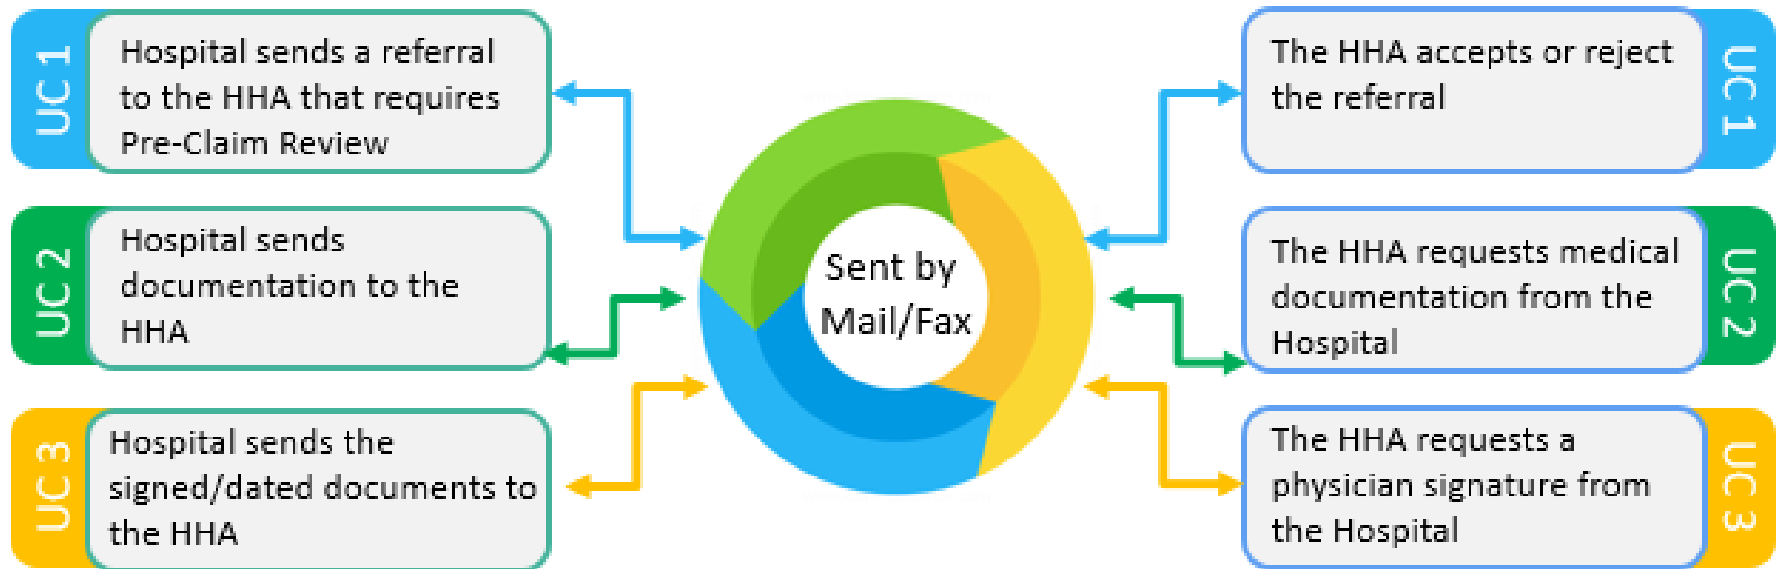 UC 1
Hospital sends a referral
to the HHA that requires
Pre-Claim Review
UC 2
Hospital sends
documentation to the
HHA
UC 3
Hospital sends the
signed/dated documents to
the HHA
Sent by
Mail/Fax
The HHA accepts or reject
the referral
UC 1
The HHA requests medical
documentation from the
Hospital
UC 2
The HHA requests a
physician signature from
the Hospital
UC 3